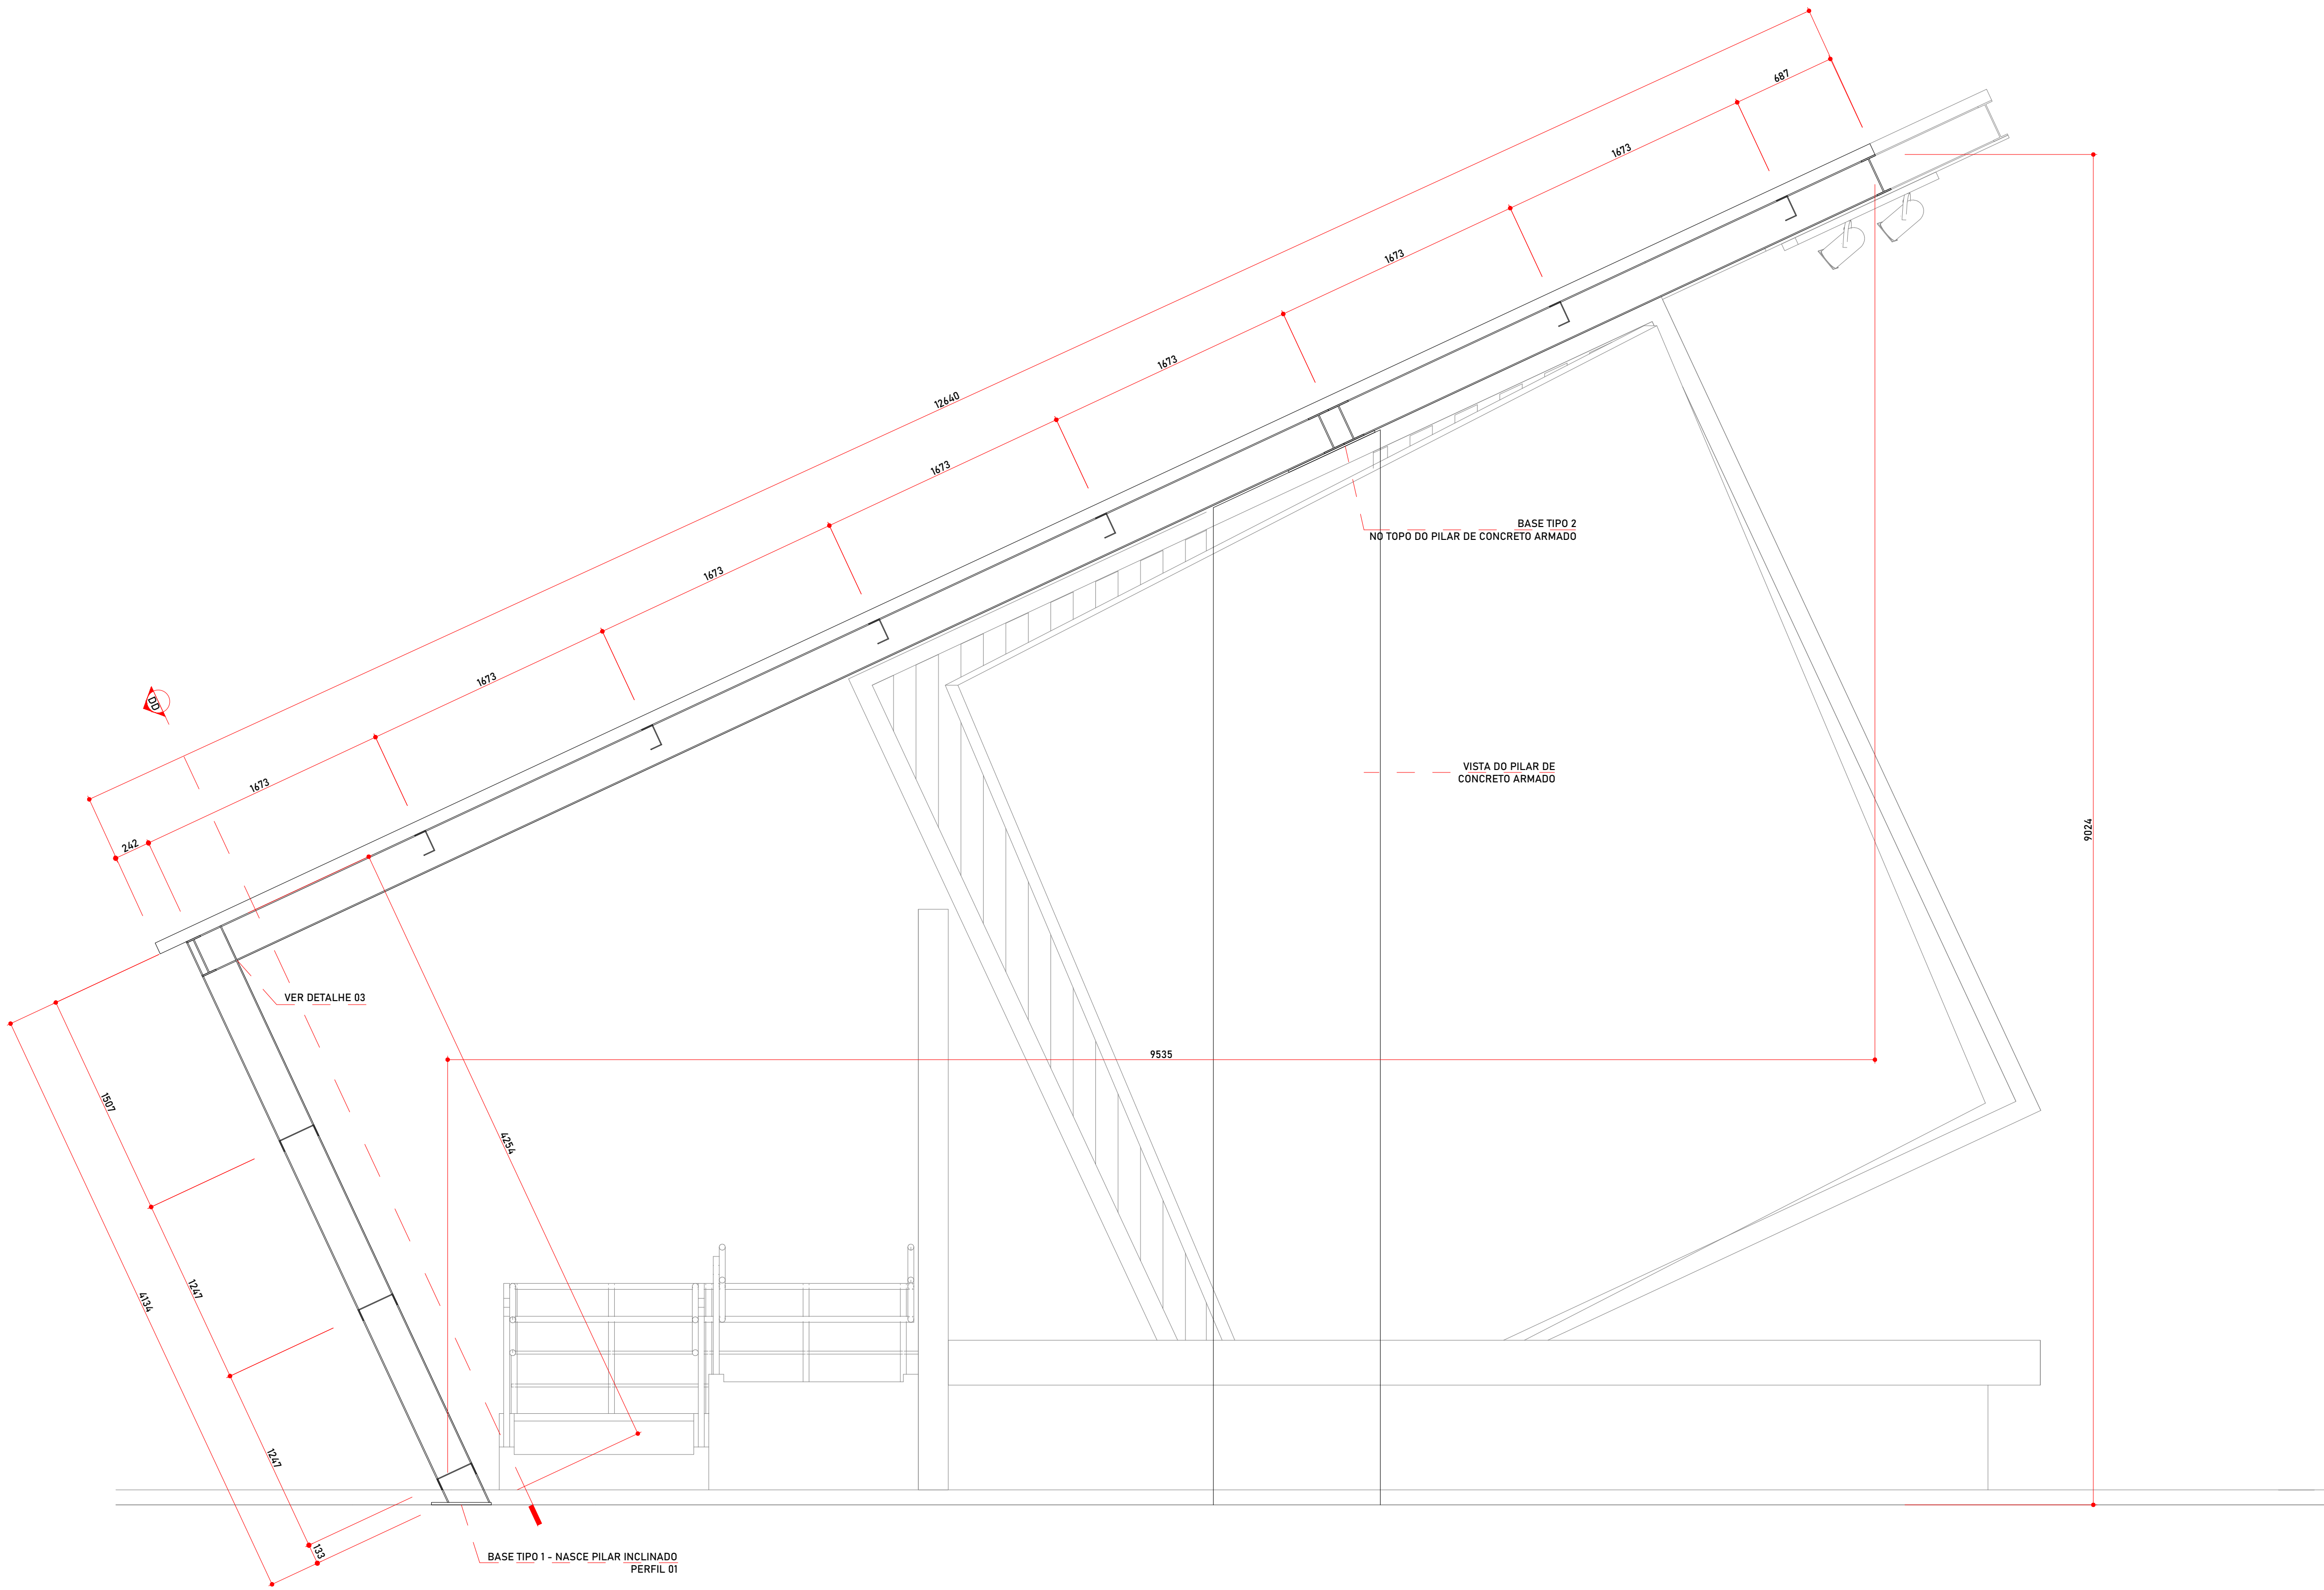 687
1673
1673
1673
12640
1673
1673
1673
1673
242
DD
BASE TIPO 2
NO TOPO DO PILAR DE CONCRETO ARMADO
VISTA DO PILAR DE
CONCRETO ARMADO
9024
VER DETALHE 03
9535
1507
4254
1247
4134
1247
133
BASE TIPO 1 - NASCE PILAR INCLINADO
PERFIL 01